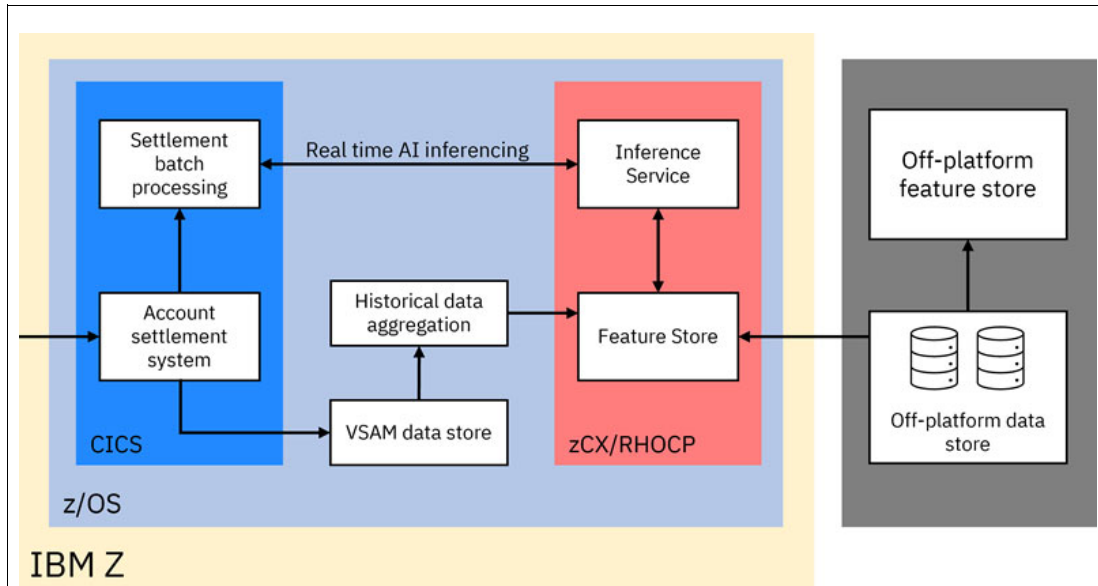 Settlement
batch
processing
Real time AI inferencing
Inference
Service
Off-platform
feature store
Account
settlement
system
Historical data
aggregation
Feature Store
VSAM data store
Off-platform data
store
CICS
zCX/RHOCP
z/OS
IBM Z